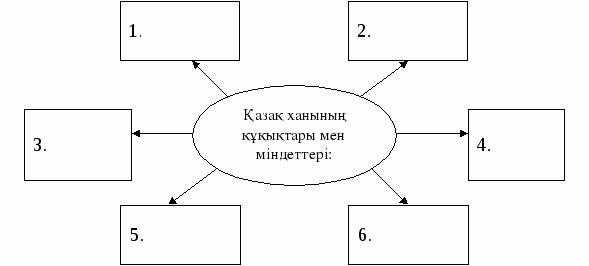 1.
2.
Қазақ ханының
құқықтары мен
міндеттері:
3.
4.
5.
6.